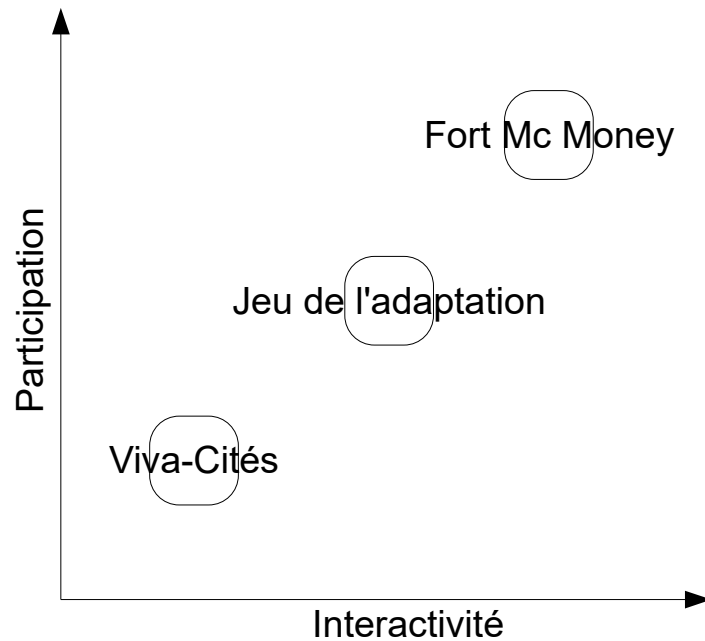 Fort Mc Money
Jeu de l'adaptation
Participation
Viva-Cités
Interactivité